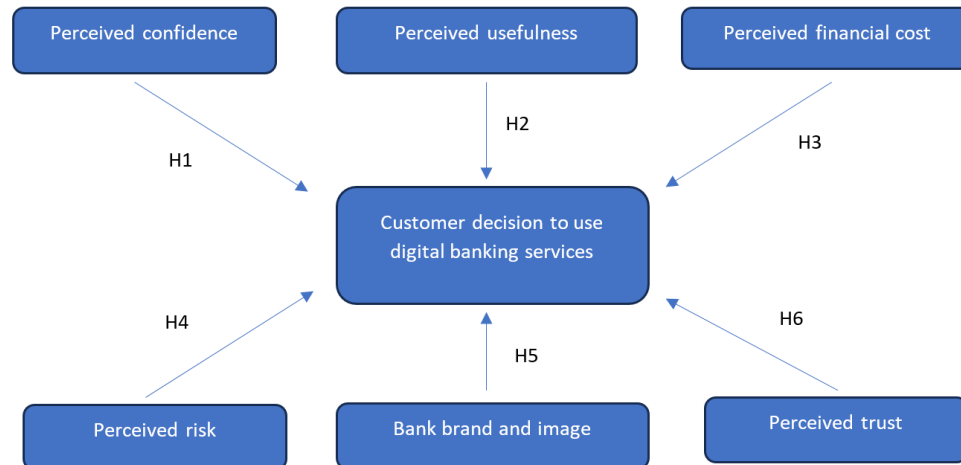 Perceived confidence
Perceived usefulness
Perceived financial cost
H1
H2
H3
Customer decision to use
digital banking services
H4
H5
H6
Perceived risk
Bank brand and image
Perceived trust